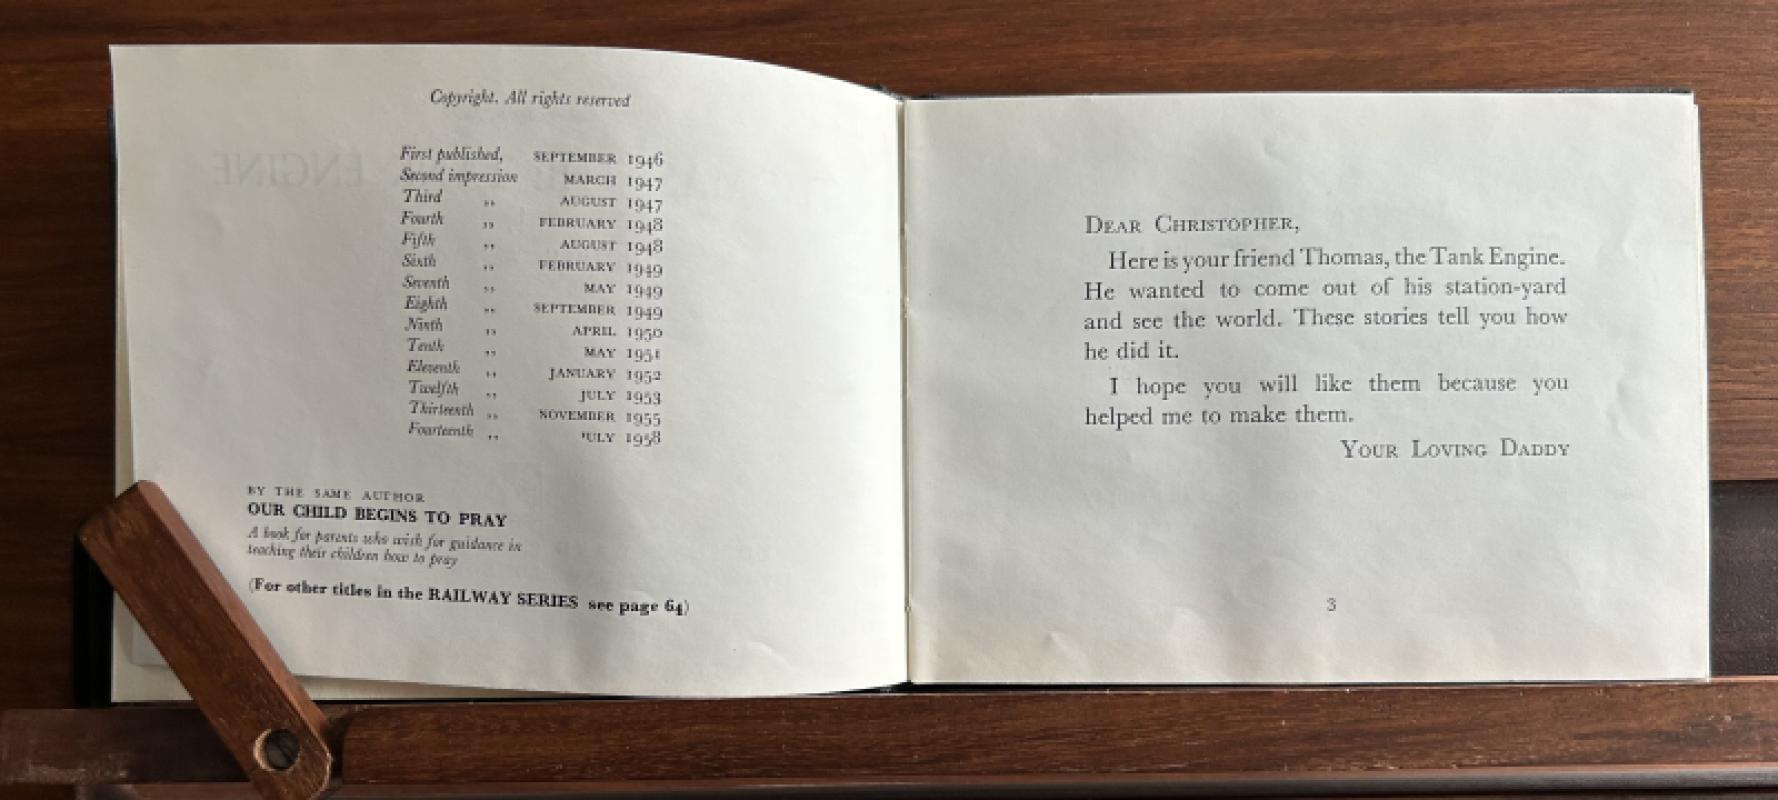 Copyright. All rights reserved
First published, SEPTEMBER 1946
Second impression MARCH 1947
Third ,, AUGUST 1947
Fourth ,, FEBRUARY 1948
Fifth ,, AUGUST 1948
Sixth ,, FEBRUARY 1949
Seventh ,, MAY 1949
Eighth ,, SEPTEMBER 1949
Ninth ,, APRIL 1950
Tenth ,, MAY 1951
Eleventh ,, JANUARY 1952
Twelfth ,, JULY 1953
Thirteenth ,, NOVEMBER 1955
Fourteenth ,, JULY 1958
BY THE SAME AUTHOR
OUR CHILD BEGINS TO PRAY
A book for parents who wish for guidance in
teaching their children how to pray
(For other titles in the RAILWAY SERIES see page 64)
DEAR CHRISTOPHER,
Here is your friend Thomas, the Tank Engine.
He wanted to come out of his station-yard
and see the world. These stories tell you how
he did it.
I hope you will like them because you
helped me to make them.
YOUR LOVING DADDY
3